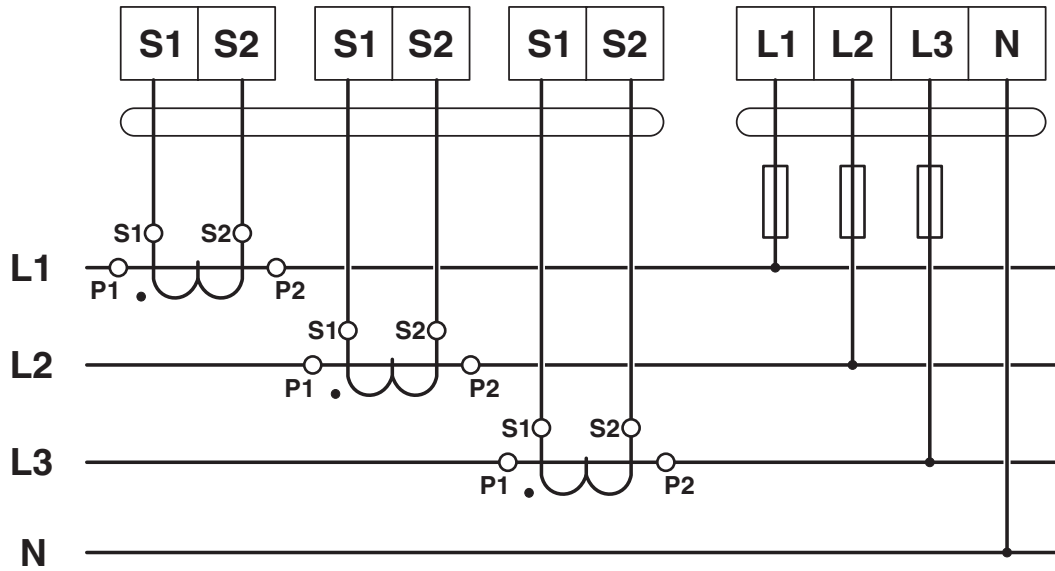 S1 S2 S1 S2 S1 S2 L1 L2 L3 N
S1 S2
L1
P1 P2
S1 S2
L2
P1 P2
S1 S2
L3
P1 P2
N